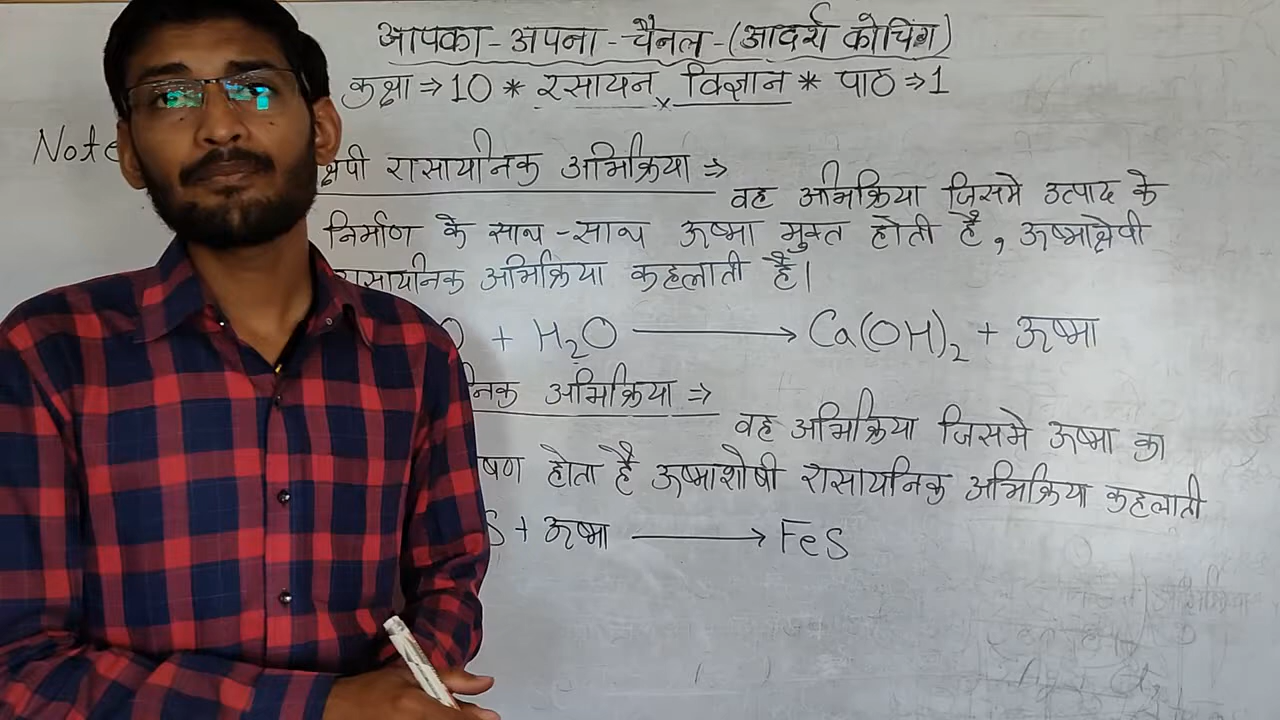 आपका-अपना-चैनल-(आदर्श कोचिंग)
कक्षा ⇒ 10 * रसायन विज्ञान * पाठ ⇒ 1
Note
क्षेपी रासायनिक अभिक्रिया ⇒ वह अभिक्रिया जिसमे उत्पाद के
निर्माण के साथ-साथ ऊष्मा मुक्त होती है, ऊष्माक्षेपी
रासायनिक अभिक्रिया कहलाती है।
O + H₂O ⟶ Ca(OH)₂ + ऊष्मा
निक अभिक्रिया ⇒ वह अभिक्रिया जिसमे ऊष्मा का
षण होता है ऊष्माशोषी रासायनिक अभिक्रिया कहलाती
S + ऊष्मा ⟶ FeS